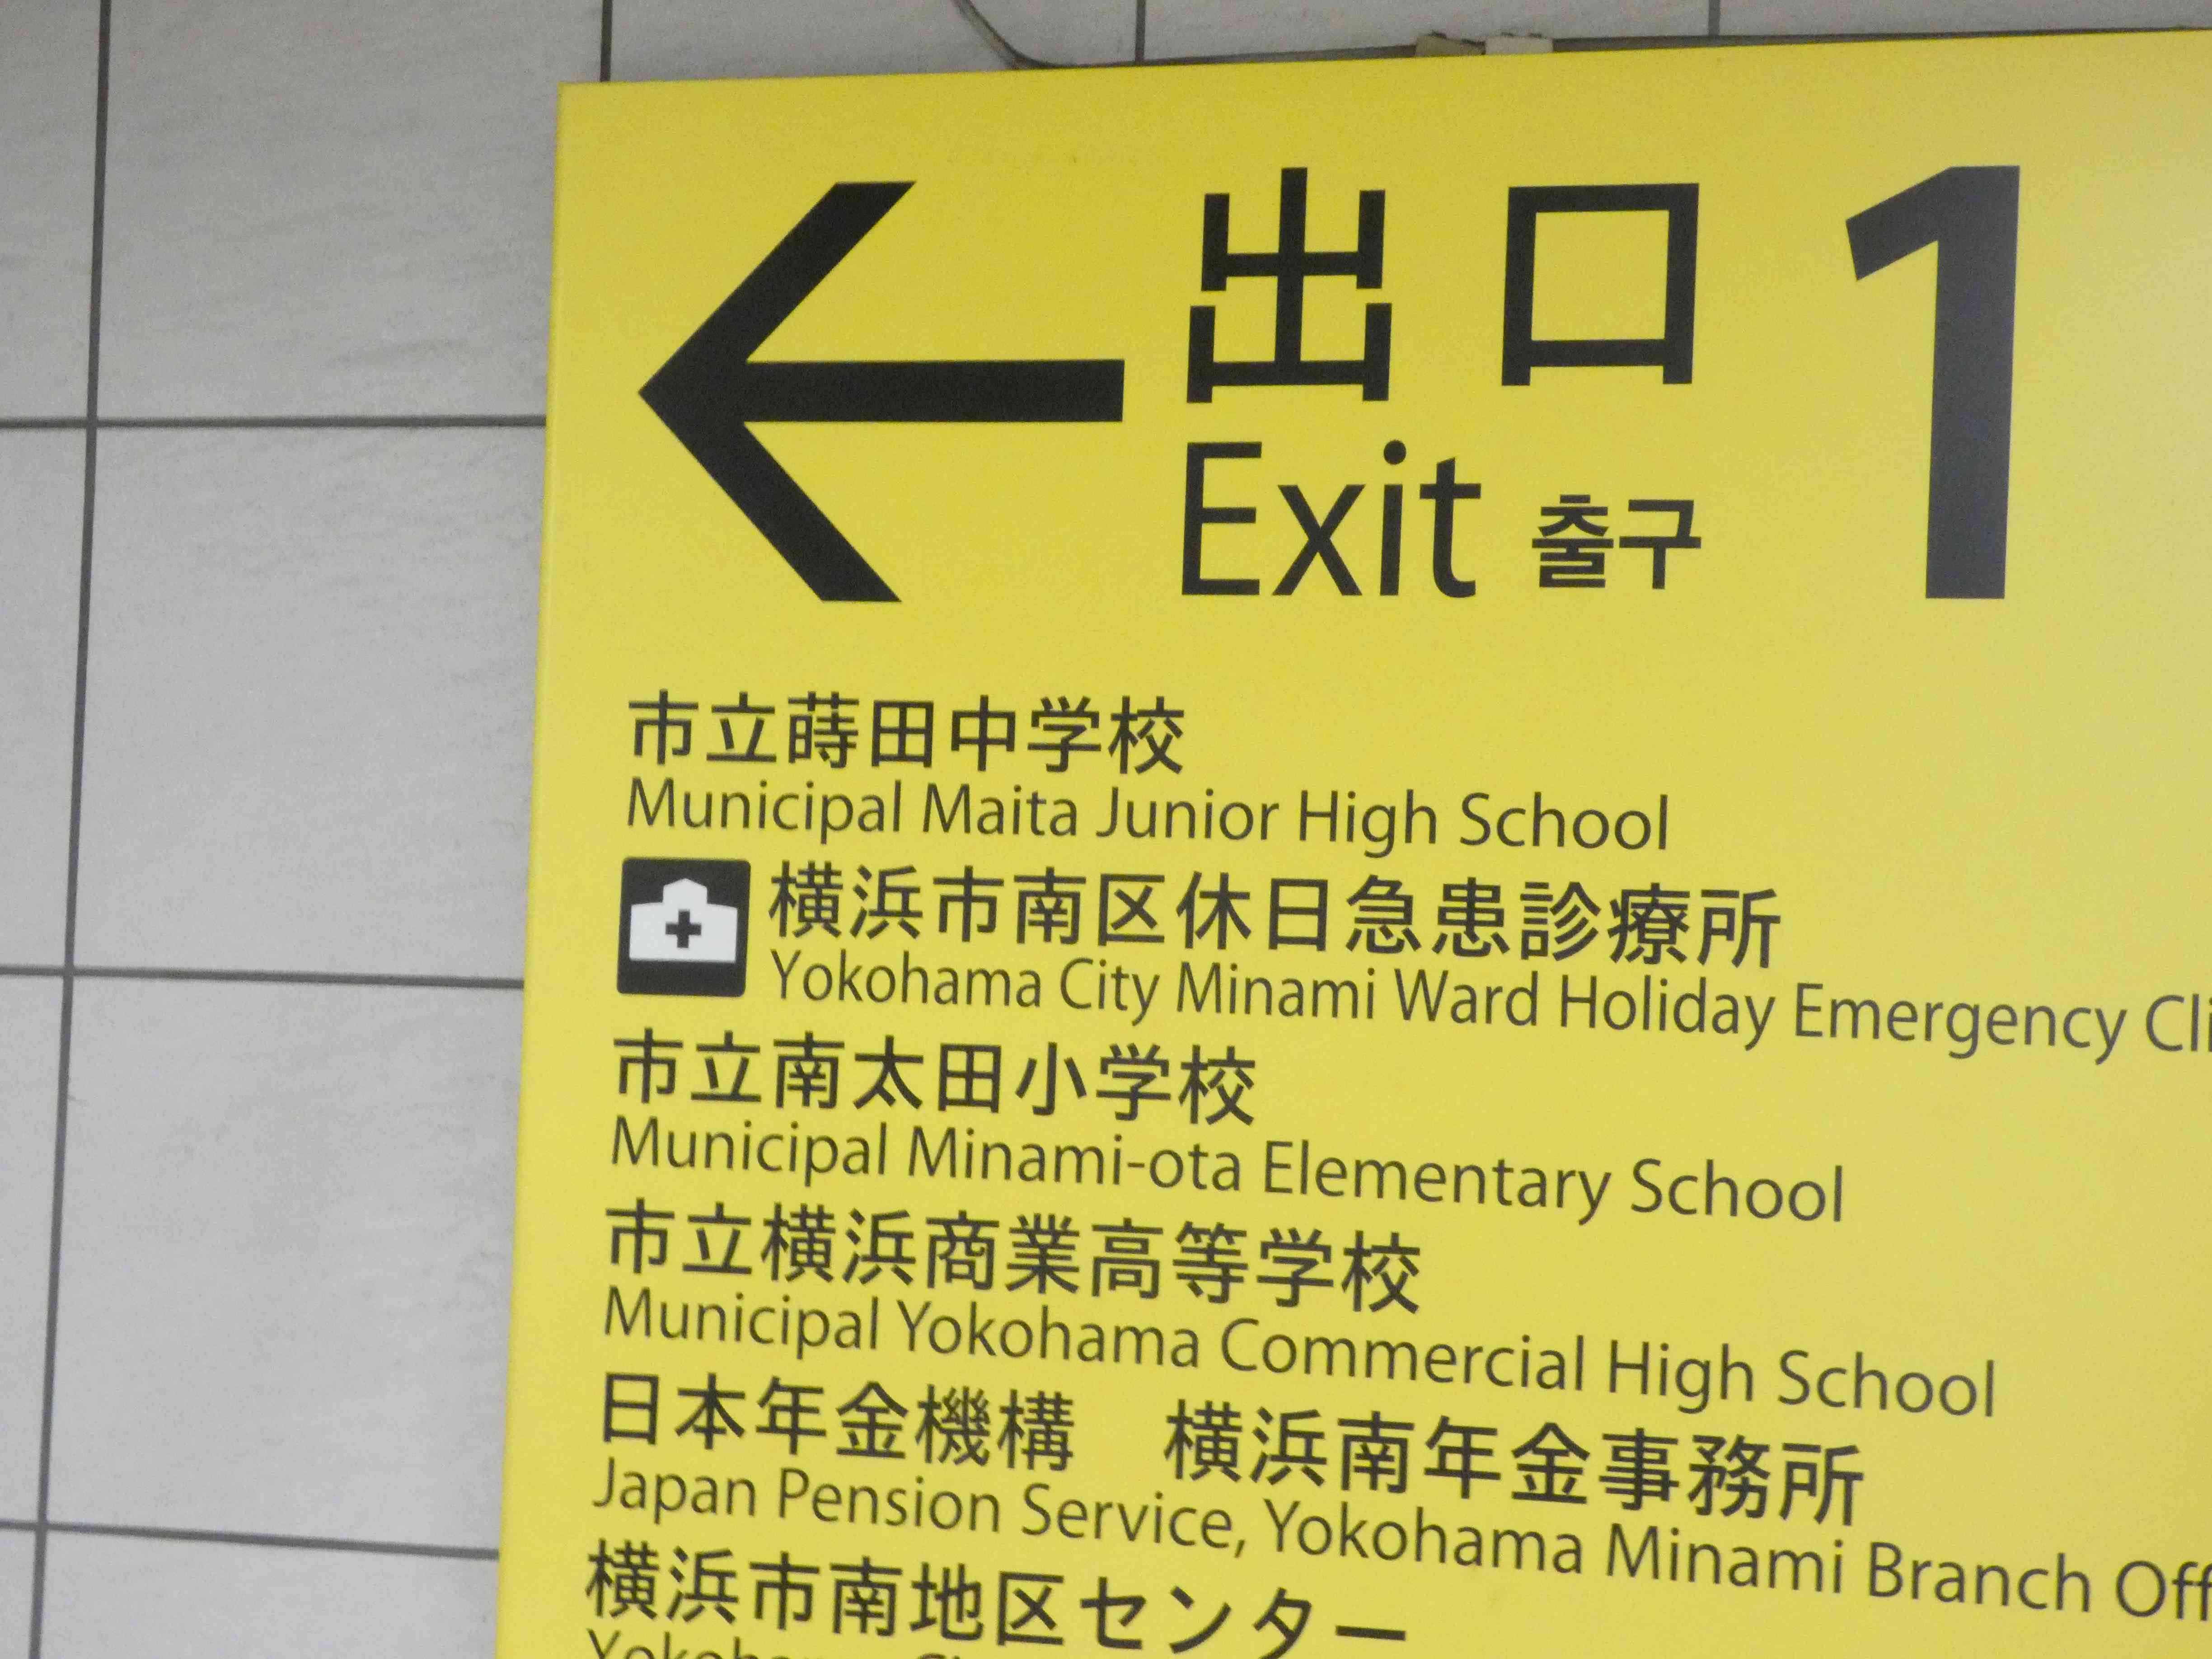 出口 1
Exit 출구
市立蒔田中学校
Municipal Maita Junior High School
横浜市南区休日急患診療所
Yokohama City Minami Ward Holiday Emergency
市立南太田小学校
Municipal Minami-ota Elementary School
市立横浜商業高等学校
Municipal Yokohama Commercial High School
日本年金機構　横浜南年金事務所
Japan Pension Service, Yokohama Minami Branch
横浜市南地区センター